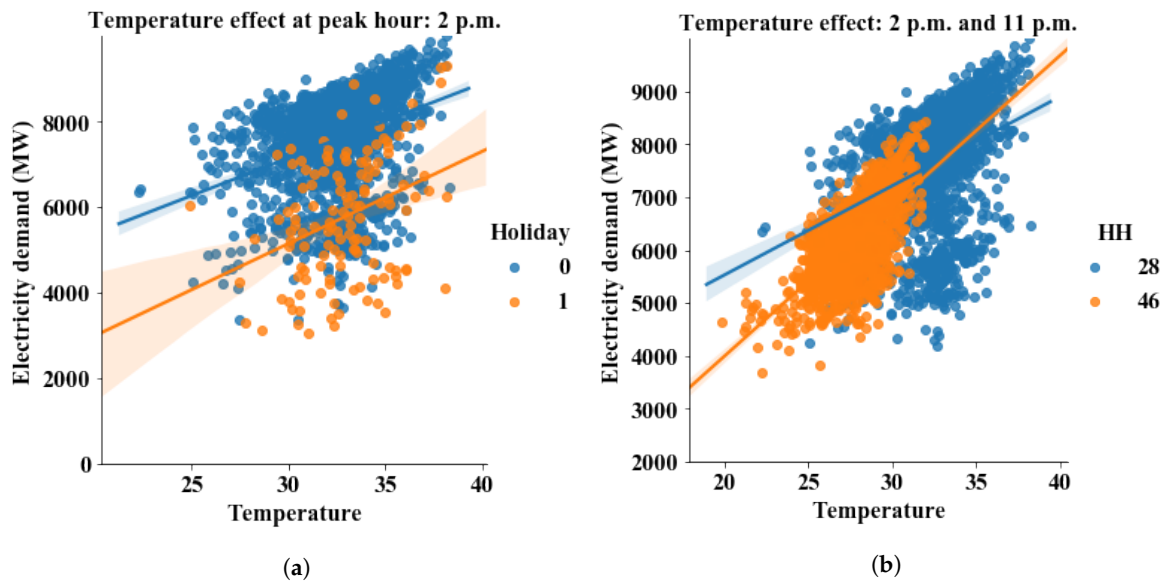 Temperature effect at peak hour: 2 p.m.
Electricity demand (MW)
8000
6000
4000
2000
0
25 30 35 40
Temperature
Holiday
0
1
(a)
Temperature effect: 2 p.m. and 11 p.m.
Electricity demand (MW)
9000
8000
7000
6000
5000
4000
3000
2000
20 25 30 35 40
Temperature
HH
28
46
(b)